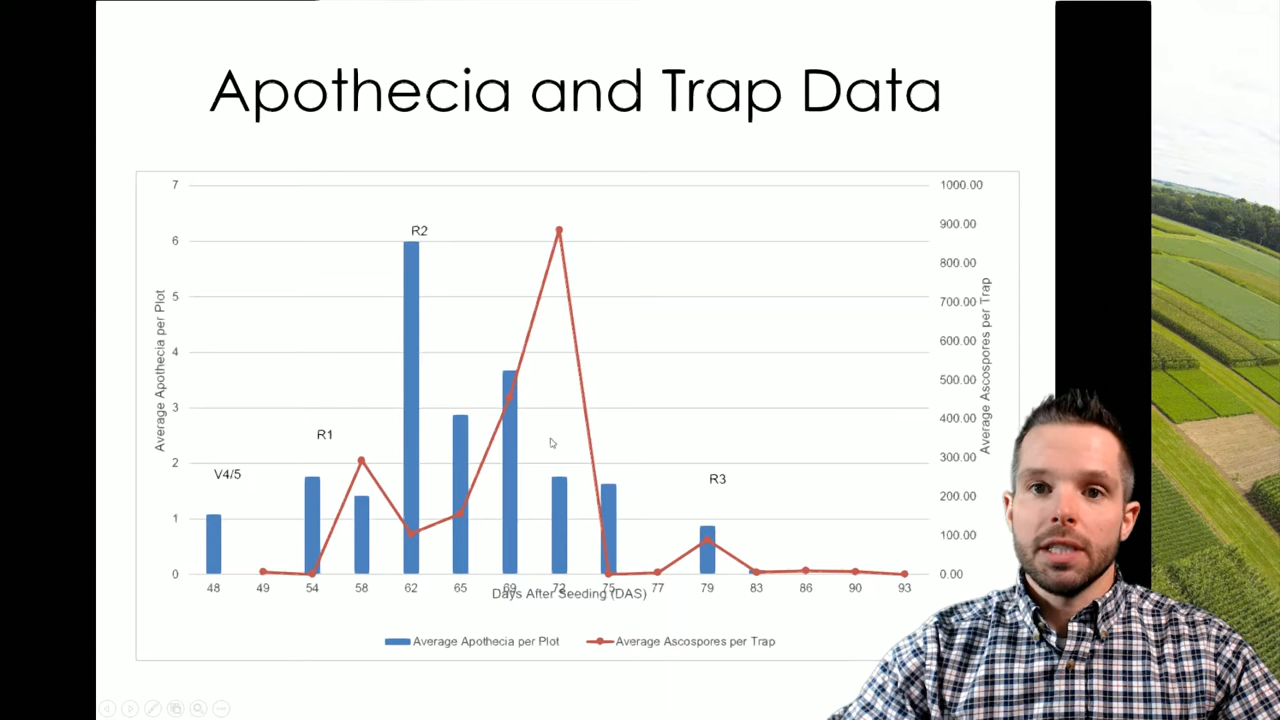 Apothecia and Trap Data
7
6
5
4
3
2
1
0
Average Apothecia per Plot
1000.00
900.00
800.00
700.00
600.00
500.00
400.00
300.00
200.00
100.00
0.00
Average Ascospores per Trap
V4/5
R1
R2
R3
48 49 54 58 62 65 69 72 75 77 79 83 86 90 93
Days After Seeding (DAS)
Average Apothecia per Plot Average Ascospores per Trap